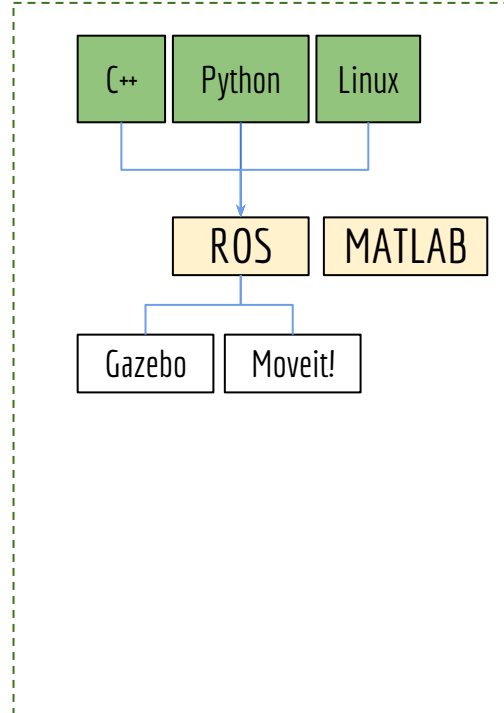 C++
Python
Linux
ROS
MATLAB
Gazebo
Moveit!